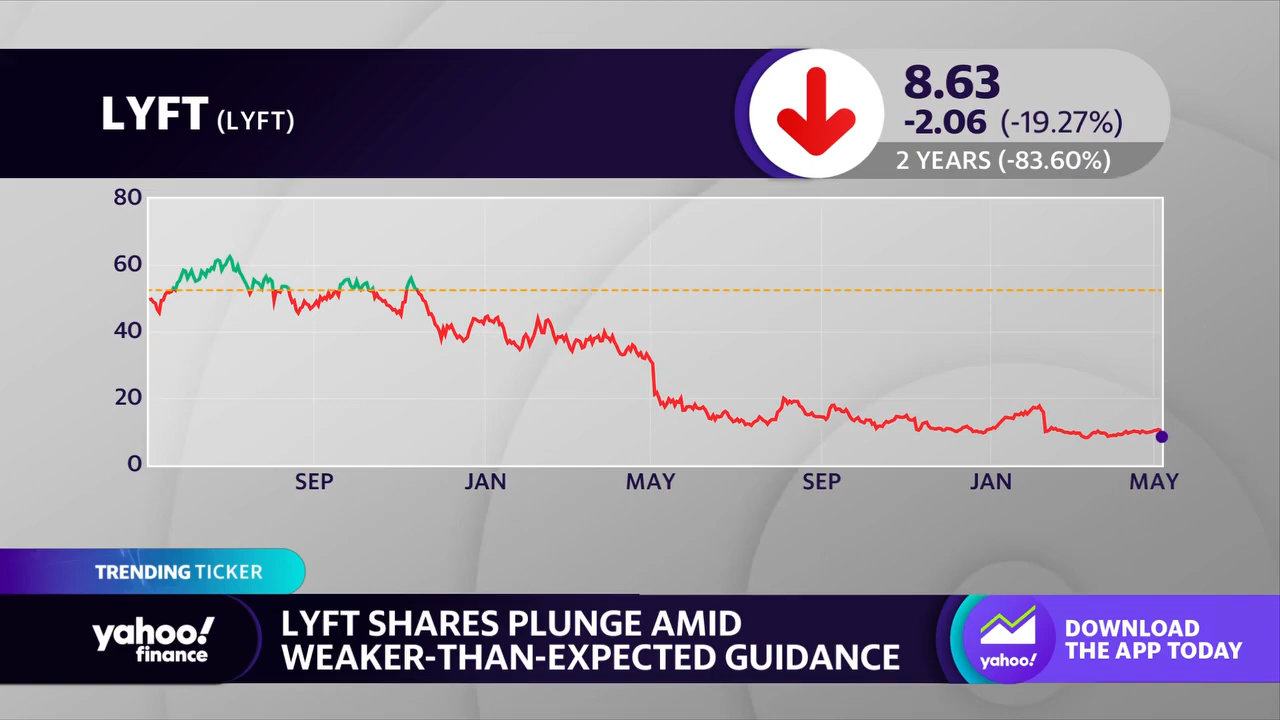 LYFT (LYFT)
8.63
-2.06 (-19.27%)
2 YEARS (-83.60%)
80
60
40
20
0
SEP JAN MAY SEP JAN MAY
TRENDING TICKER
yahoo!
finance
LYFT SHARES PLUNGE AMID
WEAKER-THAN-EXPECTED GUIDANCE
yahoo!
DOWNLOAD
THE APP TODAY